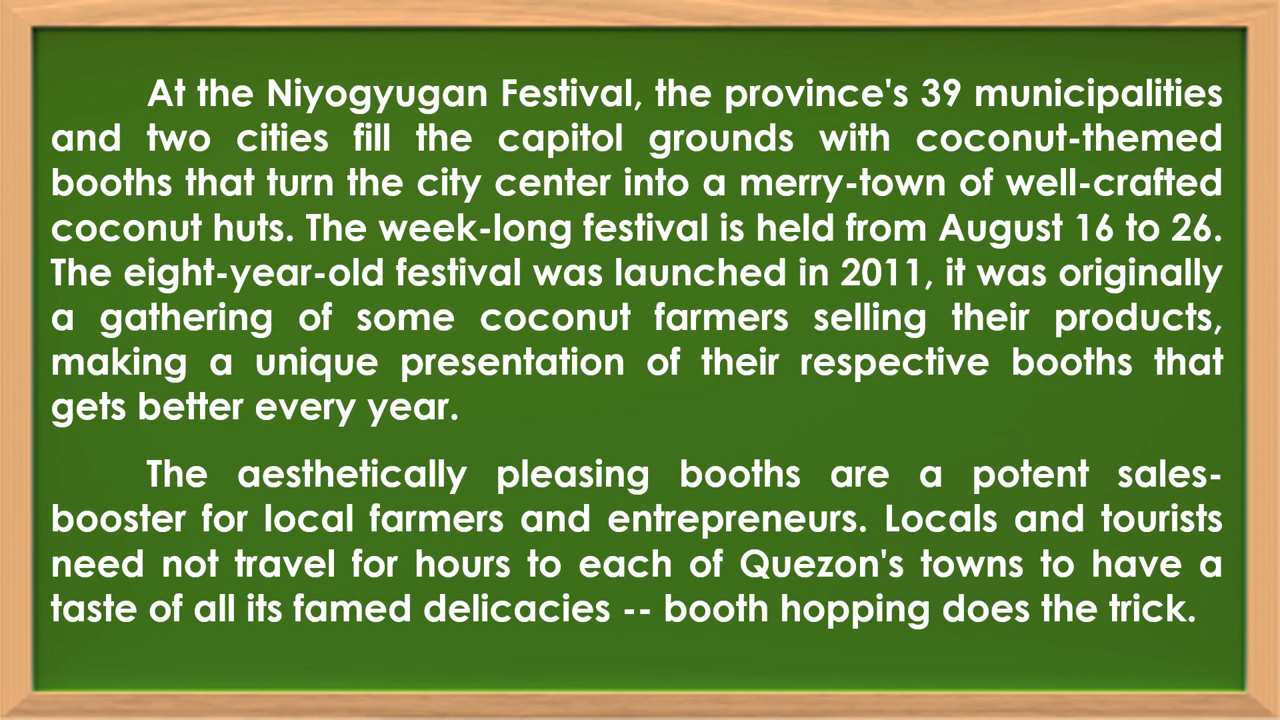 At the Niyogyugan Festival, the province's 39 municipalities
and two cities fill the capitol grounds with coconut-themed
booths that turn the city center into a merry-town of well-crafted
coconut huts. The week-long festival is held from August 16 to 26.
The eight-year-old festival was launched in 2011, it was originally
a gathering of some coconut farmers selling their products,
making a unique presentation of their respective booths that
gets better every year.
The aesthetically pleasing booths are a potent sales-
booster for local farmers and entrepreneurs. Locals and tourists
need not travel for hours to each of Quezon's towns to have a
taste of all its famed delicacies -- booth hopping does the trick.